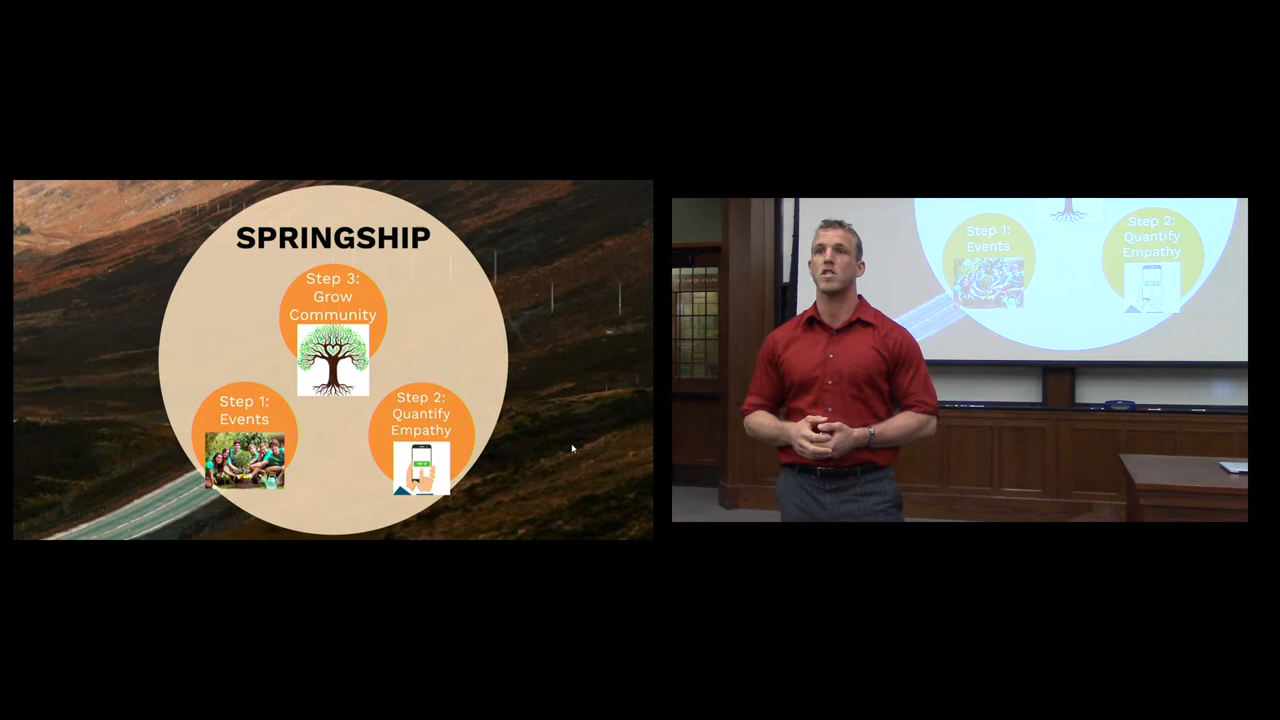 SPRINGSHIP
Step 3:
Grow
Community
Step 1:
Events
Step 2:
Quantify
Empathy
Step 1:
Events
Step 2:
Quantify
Empathy